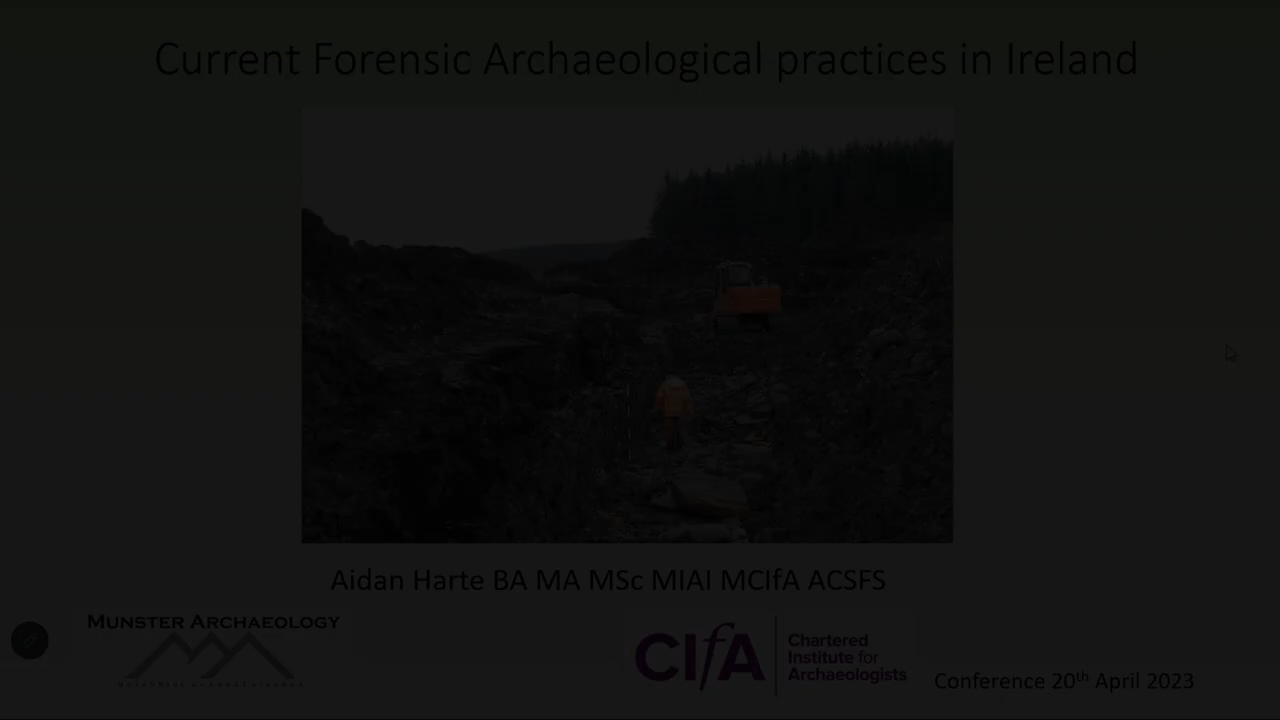 Current Forensic Archaeological practices in Ireland
Aidan Harte BA MA MSc MIAI MCIfA ACSFS
MUNSTER ARCHAEOLOGY
CIfA
Chartered
Institute for
Archaeologists
Conference 20th April 2023